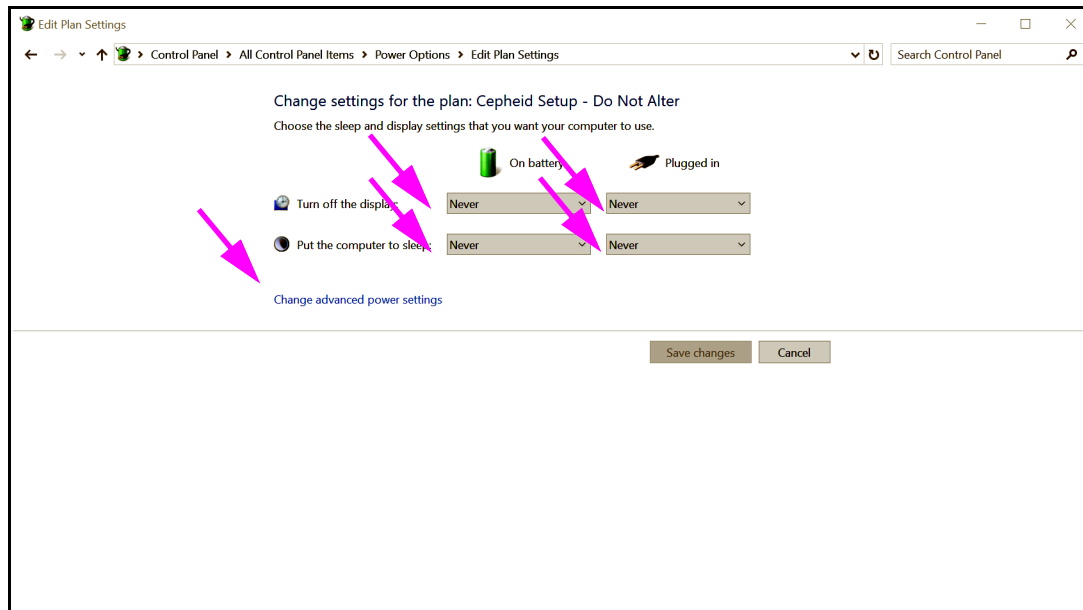 Edit Plan Settings
Control Panel > All Control Panel Items > Power Options > Edit Plan Settings
Search Control Panel
Change settings for the plan: Cepheid Setup - Do Not Alter
Choose the sleep and display settings that you want your computer to use.
On battery Plugged in
Turn off the display: Never Never
Put the computer to sleep: Never Never
Change advanced power settings
Save changes Cancel